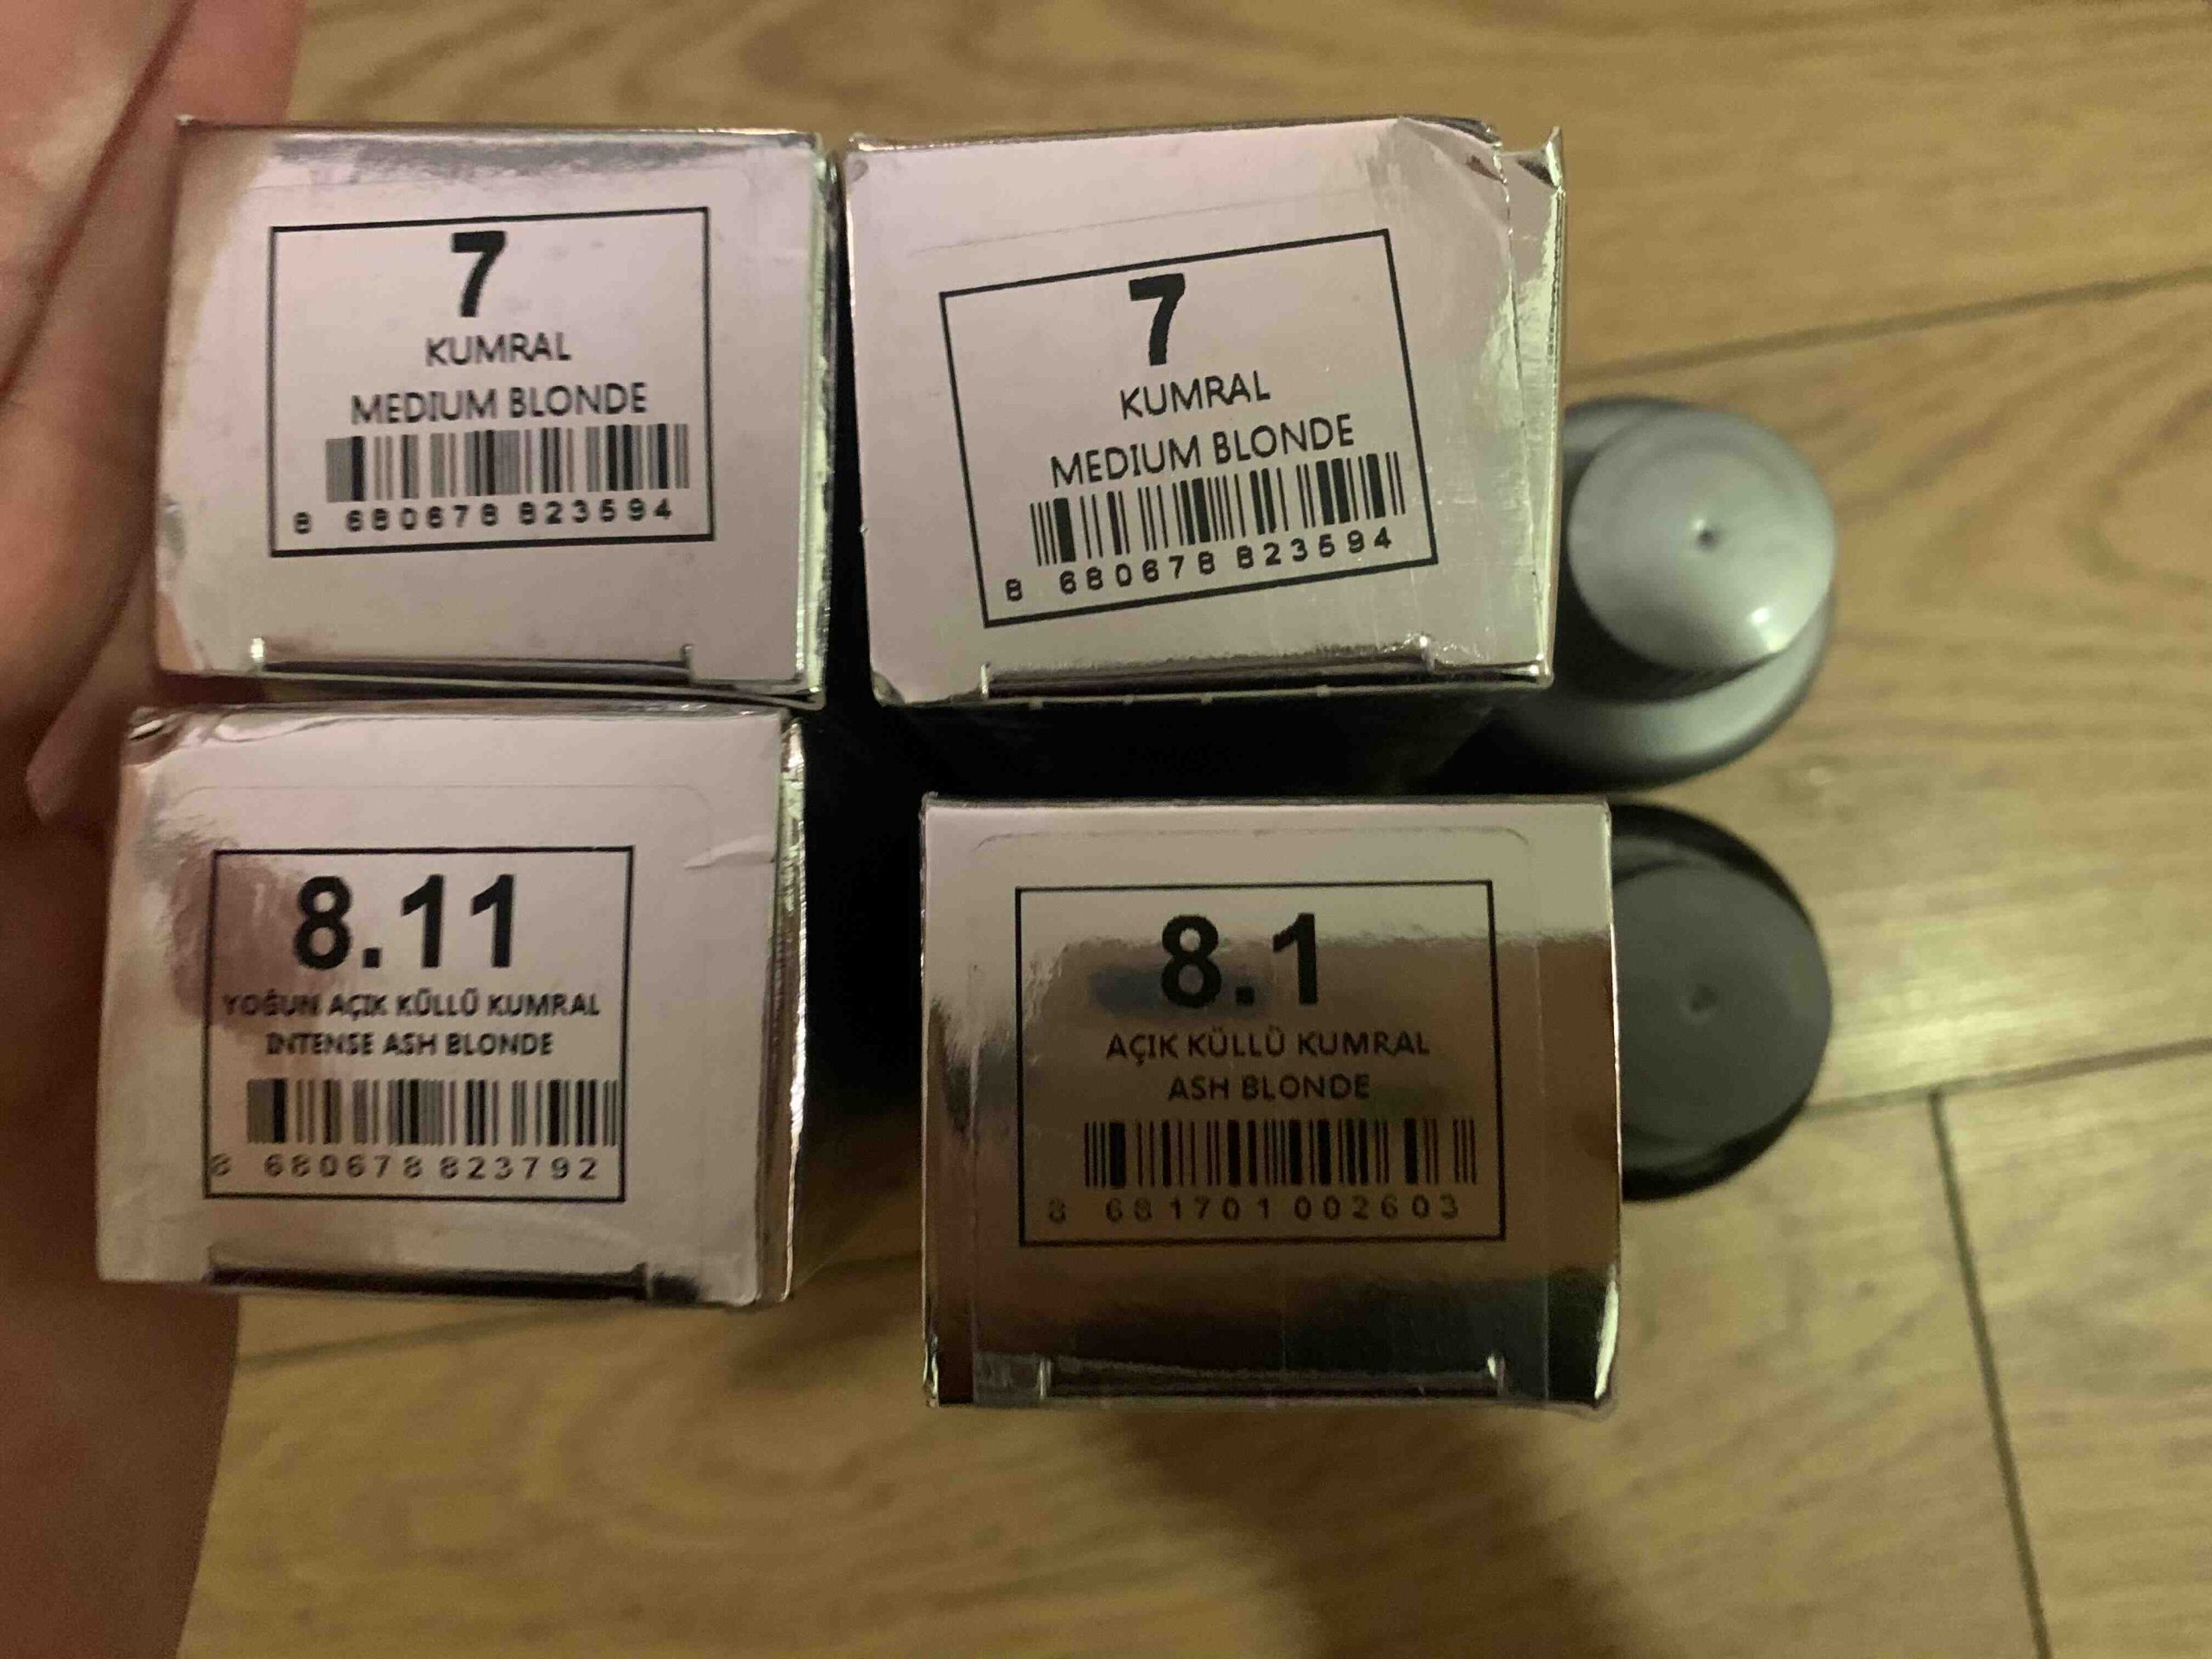 7
KUMRAL
MEDIUM BLONDE
8 680678 823594
7
KUMRAL
MEDIUM BLONDE
8 680678 823594
8.11
YOĞUN AÇIK KÜLLÜ KUMRAL
INTENSE ASH BLONDE
8 680678 823792
8.1
AÇIK KÜLLÜ KUMRAL
ASH BLONDE
8 681701 002603